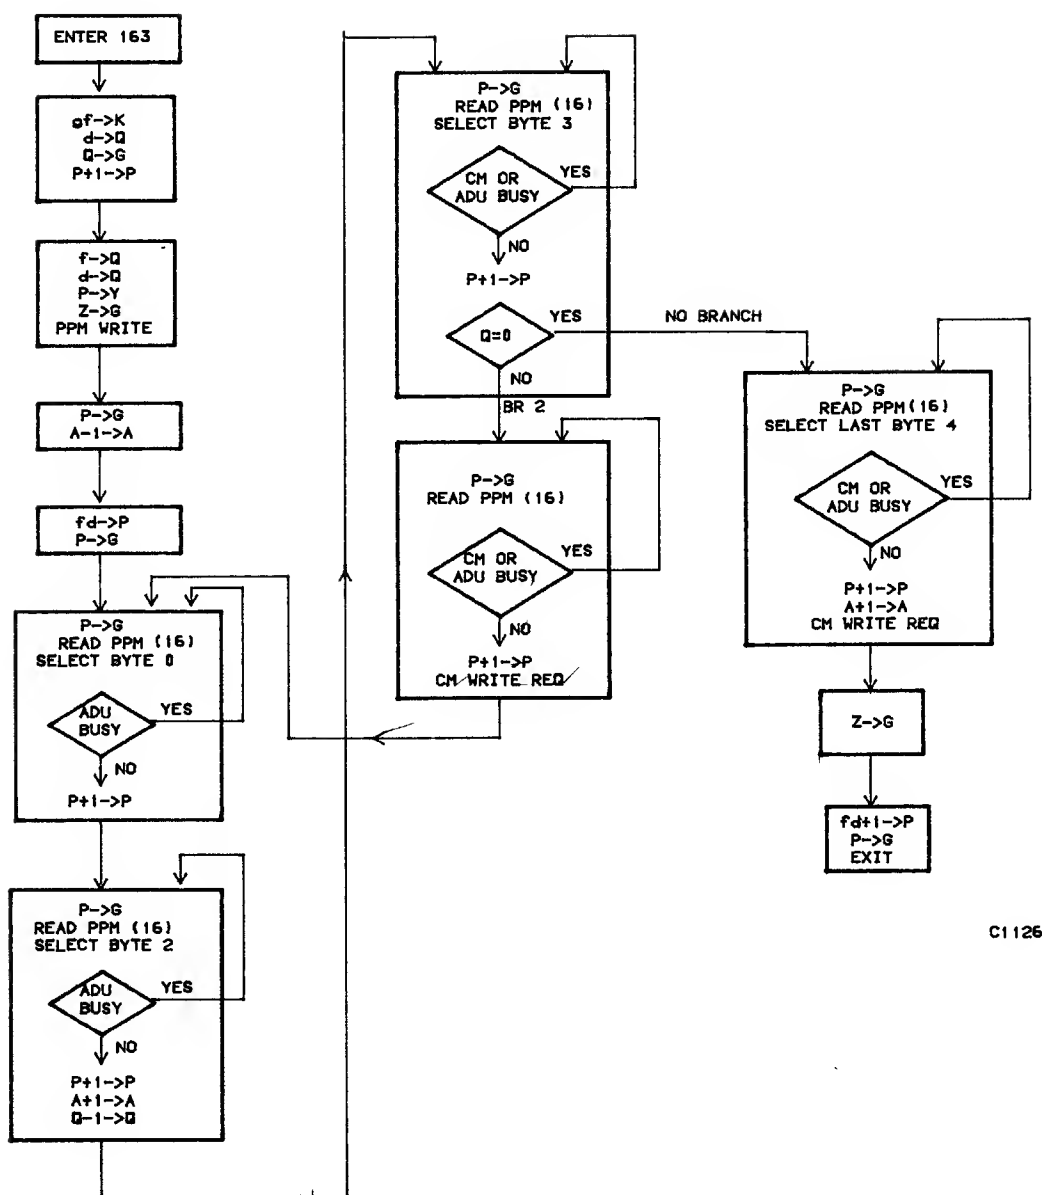 ENTER 163
gf->K
d->Q
Q->G
P+1->P
f->Q
d->Q
P->Y
Z->G
PPM WRITE
P->G
A-1->A
fd->P
P->G
P->G
READ PPM (16)
SELECT BYTE 0
ADU
BUSY
YES
NO
P+1->P
P->G
READ PPM (16)
SELECT BYTE 2
ADU
BUSY
YES
NO
P+1->P
A+1->A
Q-1->Q
P->G
READ PPM (16)
SELECT BYTE 3
CM OR
ADU BUSY
YES
NO
P+1->P
Q=0
YES
NO BRANCH
NO
BR 2
P->G
READ PPM (16)
CM OR
ADU BUSY
YES
NO
P+1->P
CM WRITE REQ
P->G
READ PPM(16)
SELECT LAST BYTE 4
CM OR
ADU BUSY
YES
NO
P+1->P
A+1->A
CM WRITE REQ
Z->G
fd+1->P
P->G
EXIT
C1126